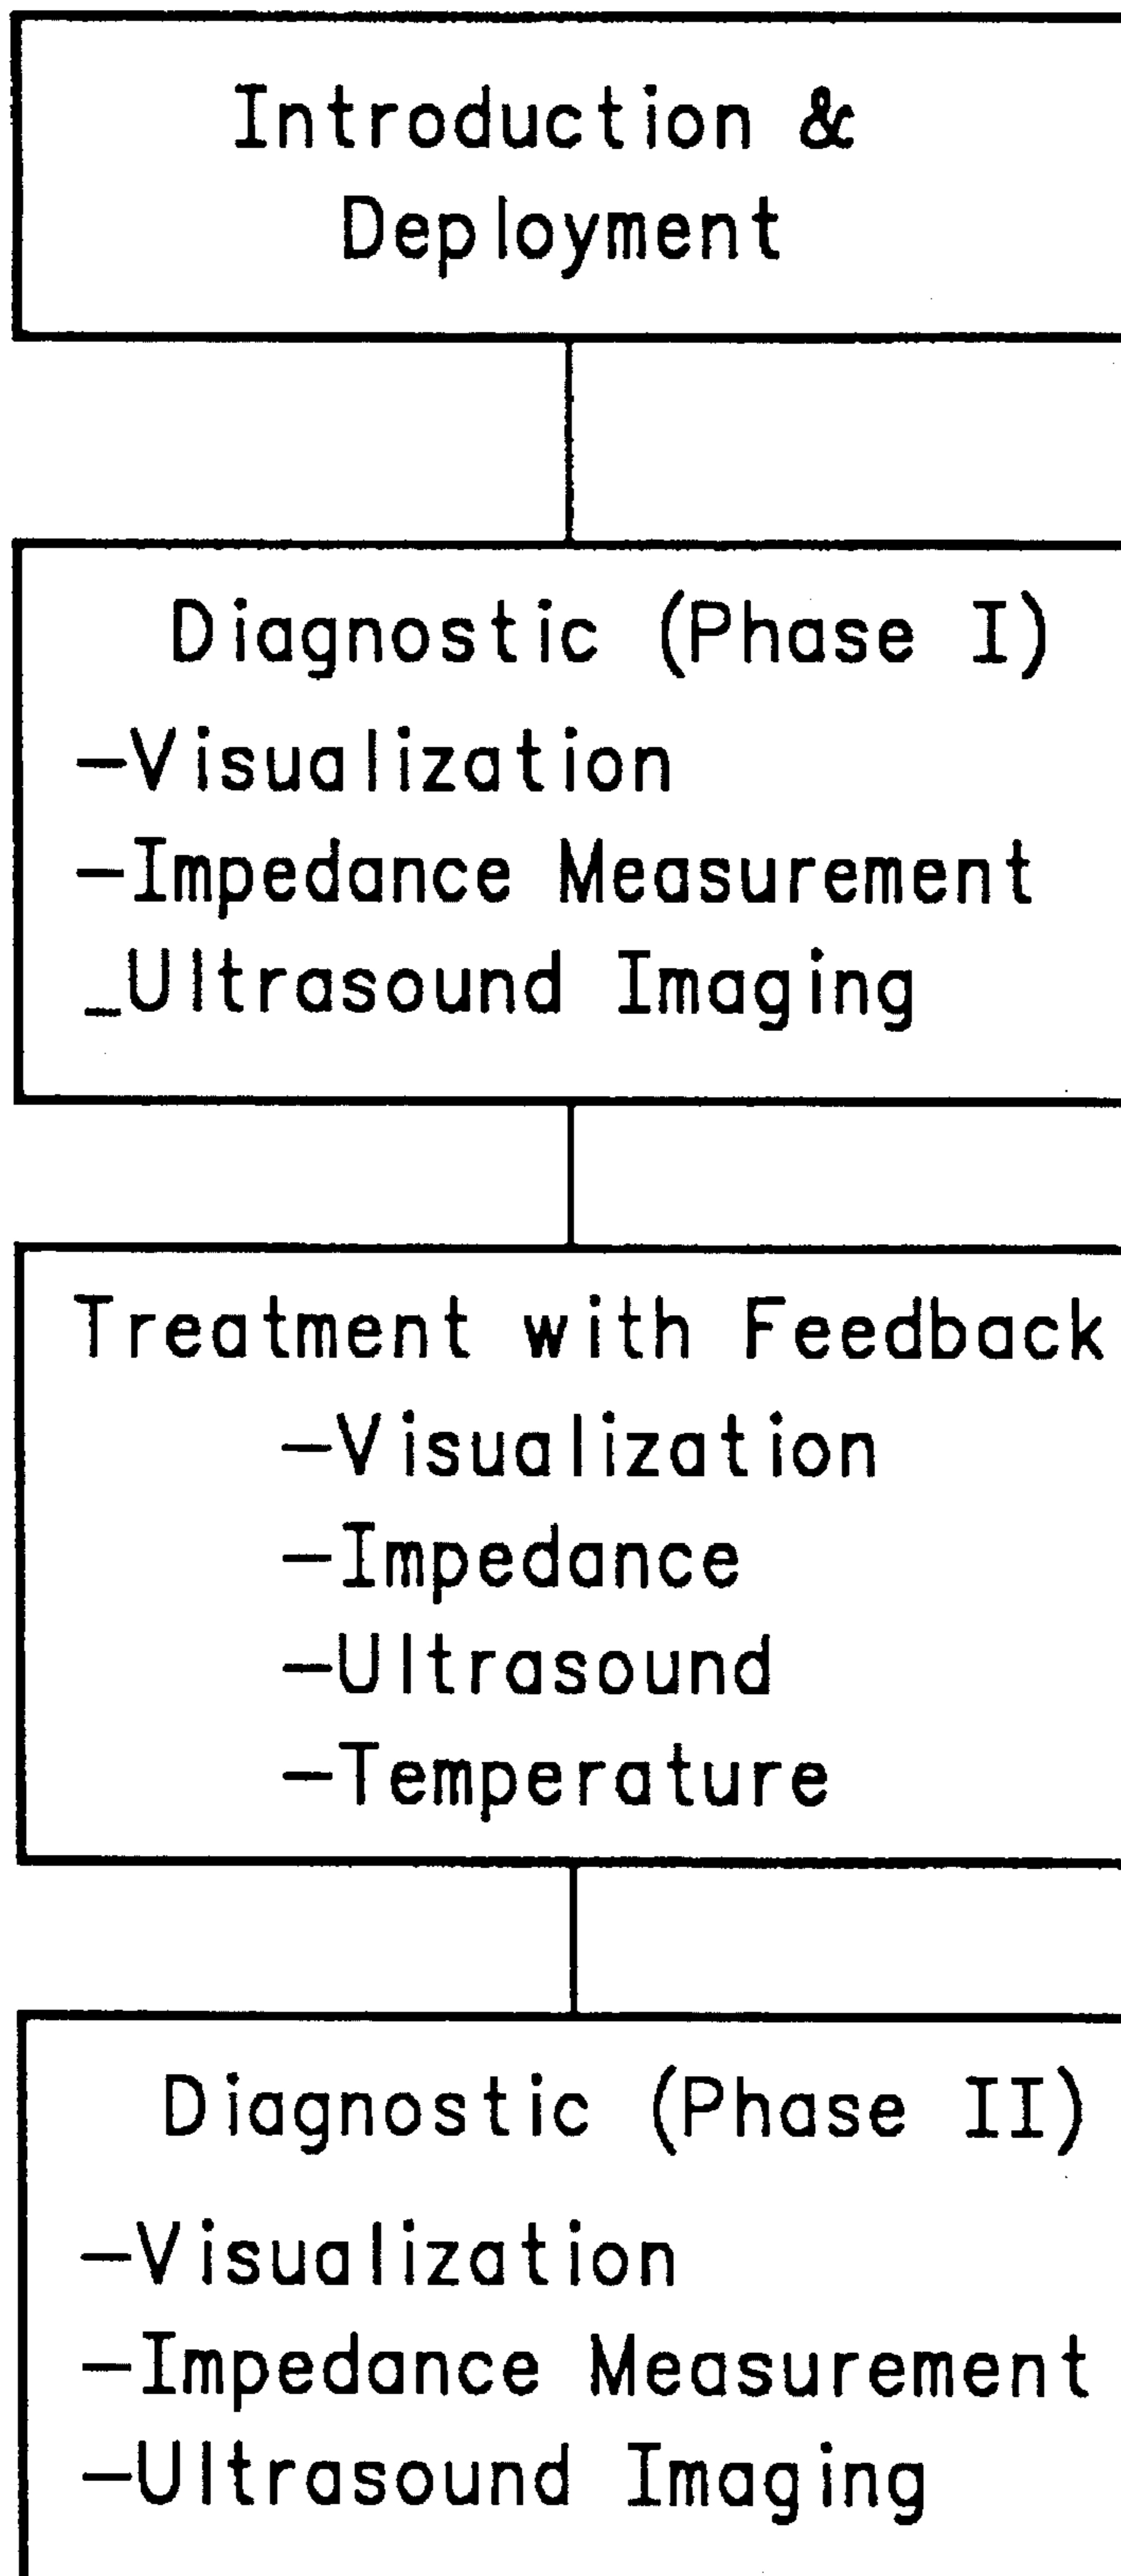 Introduction &
Deployment
Diagnostic (Phase I)
-Visualization
-Impedance Measurement
_Ultrasound Imaging
Treatment with Feedback
-Visualization
-Impedance
-Ultrasound
-Temperature
Diagnostic (Phase II)
-Visualization
-Impedance Measurement
-Ultrasound Imaging